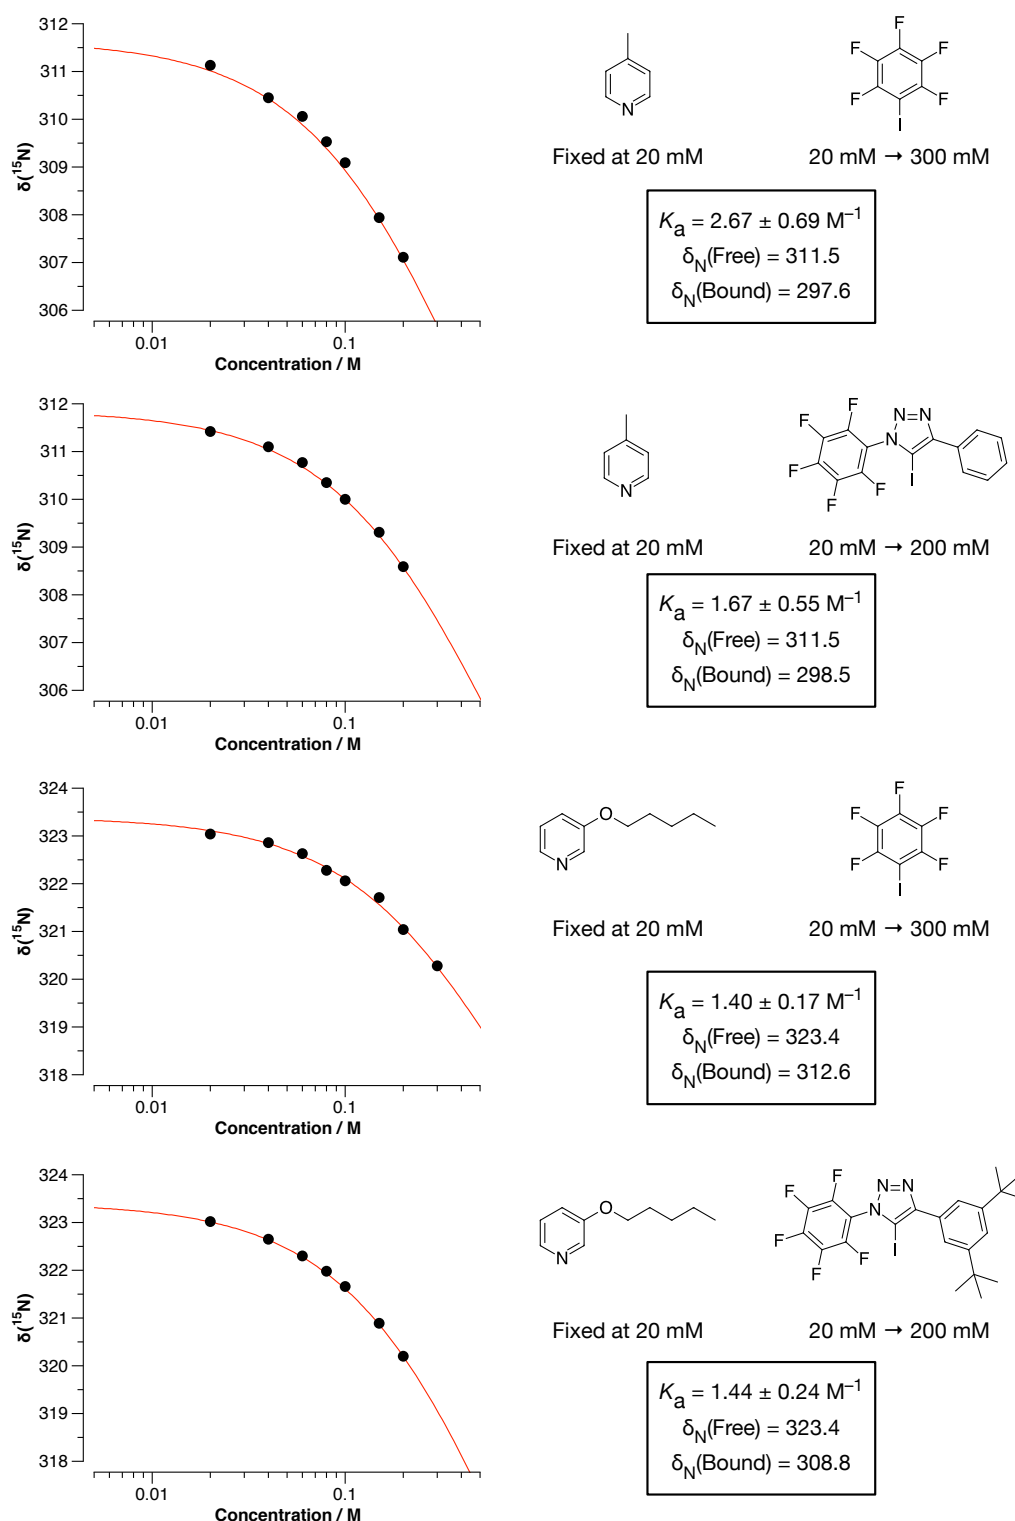 312
311
310
309
308
307
306
δ(¹⁵N)
0.01
0.1
Concentration / M
N
F
F
F
F
F
I
Fixed at 20 mM
20 mM → 300 mM
Kₐ = 2.67 ± 0.69 M⁻¹
δN(Free) = 311.5
δN(Bound) = 297.6
312
311
310
309
308
307
306
δ(¹⁵N)
0.01
0.1
Concentration / M
N
F
F
F
F
F
N
N=N
I
Fixed at 20 mM
20 mM → 200 mM
Kₐ = 1.67 ± 0.55 M⁻¹
δN(Free) = 311.5
δN(Bound) = 298.5
324
323
322
321
320
319
318
δ(¹⁵N)
0.01
0.1
Concentration / M
O
N
F
F
F
F
F
I
Fixed at 20 mM
20 mM → 300 mM
Kₐ = 1.40 ± 0.17 M⁻¹
δN(Free) = 323.4
δN(Bound) = 312.6
324
323
322
321
320
319
318
δ(¹⁵N)
0.01
0.1
Concentration / M
O
N
F
F
F
F
F
N
N=N
I
Fixed at 20 mM
20 mM → 200 mM
Kₐ = 1.44 ± 0.24 M⁻¹
δN(Free) = 323.4
δN(Bound) = 308.8